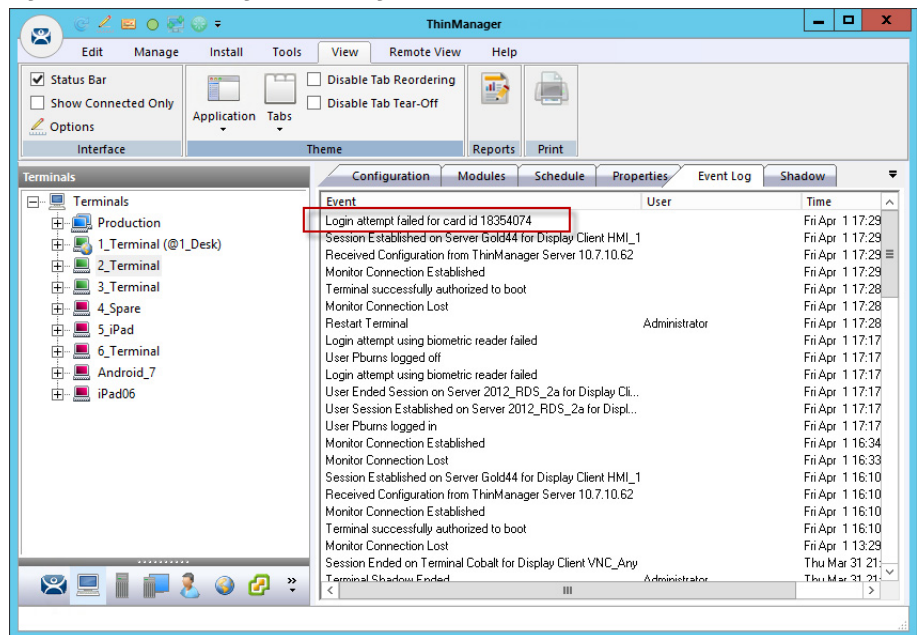 ThinManager
Edit Manage Install Tools View Remote View Help
Status Bar
Show Connected Only
Options
Interface
Application
Tabs
Disable Tab Reordering
Disable Tab Tear-Off
Theme
Reports
Print
Terminals
Terminals
Production
1_Terminal (@1_Desk)
2_Terminal
3_Terminal
4_Spare
5_iPad
6_Terminal
Android_7
iPad06
Configuration Modules Schedule Properties Event Log Shadow
Event User Time
Login attempt failed for card id 18354074 Fri Apr 1 17:29
Session Established on Server Gold44 for Display Client HMI_1 Fri Apr 1 17:29
Received Configuration from ThinManager Server 10.7.10.62 Fri Apr 1 17:29
Monitor Connection Established Fri Apr 1 17:29
Terminal successfully authorized to boot Fri Apr 1 17:28
Monitor Connection Lost Fri Apr 1 17:28
Restart Terminal Administrator Fri Apr 1 17:28
Login attempt using biometric reader failed Fri Apr 1 17:17
User Pburns logged off Fri Apr 1 17:17
Login attempt using biometric reader failed Fri Apr 1 17:17
User Ended Session on Server 2012_RDS_2a for Display Cli... Fri Apr 1 17:17
User Session Established on Server 2012_RDS_2a for Displ... Fri Apr 1 17:17
User Pburns logged in Fri Apr 1 17:17
Monitor Connection Established Fri Apr 1 16:34
Monitor Connection Lost Fri Apr 1 16:33
Session Established on Server Gold44 for Display Client HMI_1 Fri Apr 1 16:10
Received Configuration from ThinManager Server 10.7.10.62 Fri Apr 1 16:10
Monitor Connection Established Fri Apr 1 16:10
Terminal successfully authorized to boot Fri Apr 1 16:10
Monitor Connection Lost Fri Apr 1 13:29
Session Ended on Terminal Cobalt for Display Client VNC_Any Thu Mar 31 21:
Terminal Shadow Ended Administrator Thu Mar 31 21: